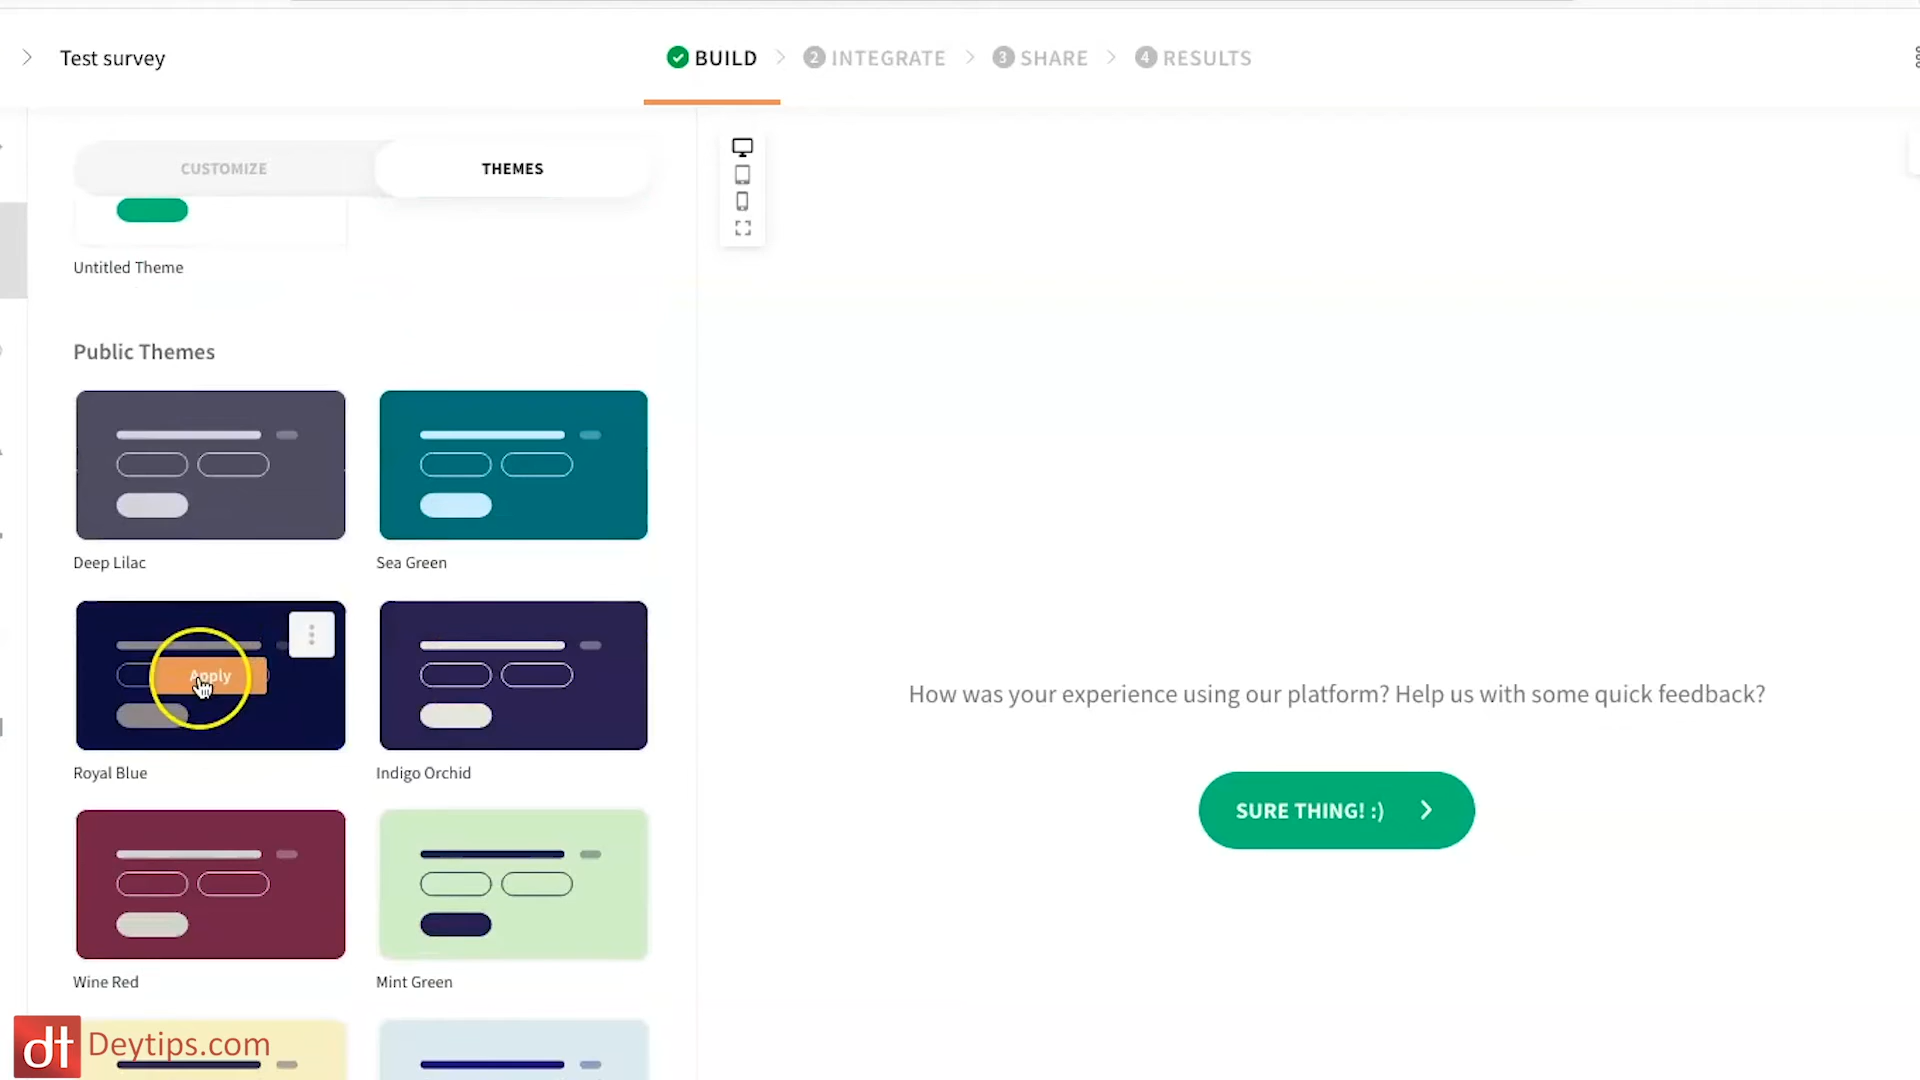 Test survey
BUILD
2 INTEGRATE
3 SHARE
4 RESULTS
CUSTOMIZE
THEMES
Untitled Theme
Public Themes
Deep Lilac
Sea Green
Apply
Royal Blue
Indigo Orchid
How was your experience using our platform? Help us with some quick feedback?
SURE THING! :)
Wine Red
Mint Green
dt Deytips.com